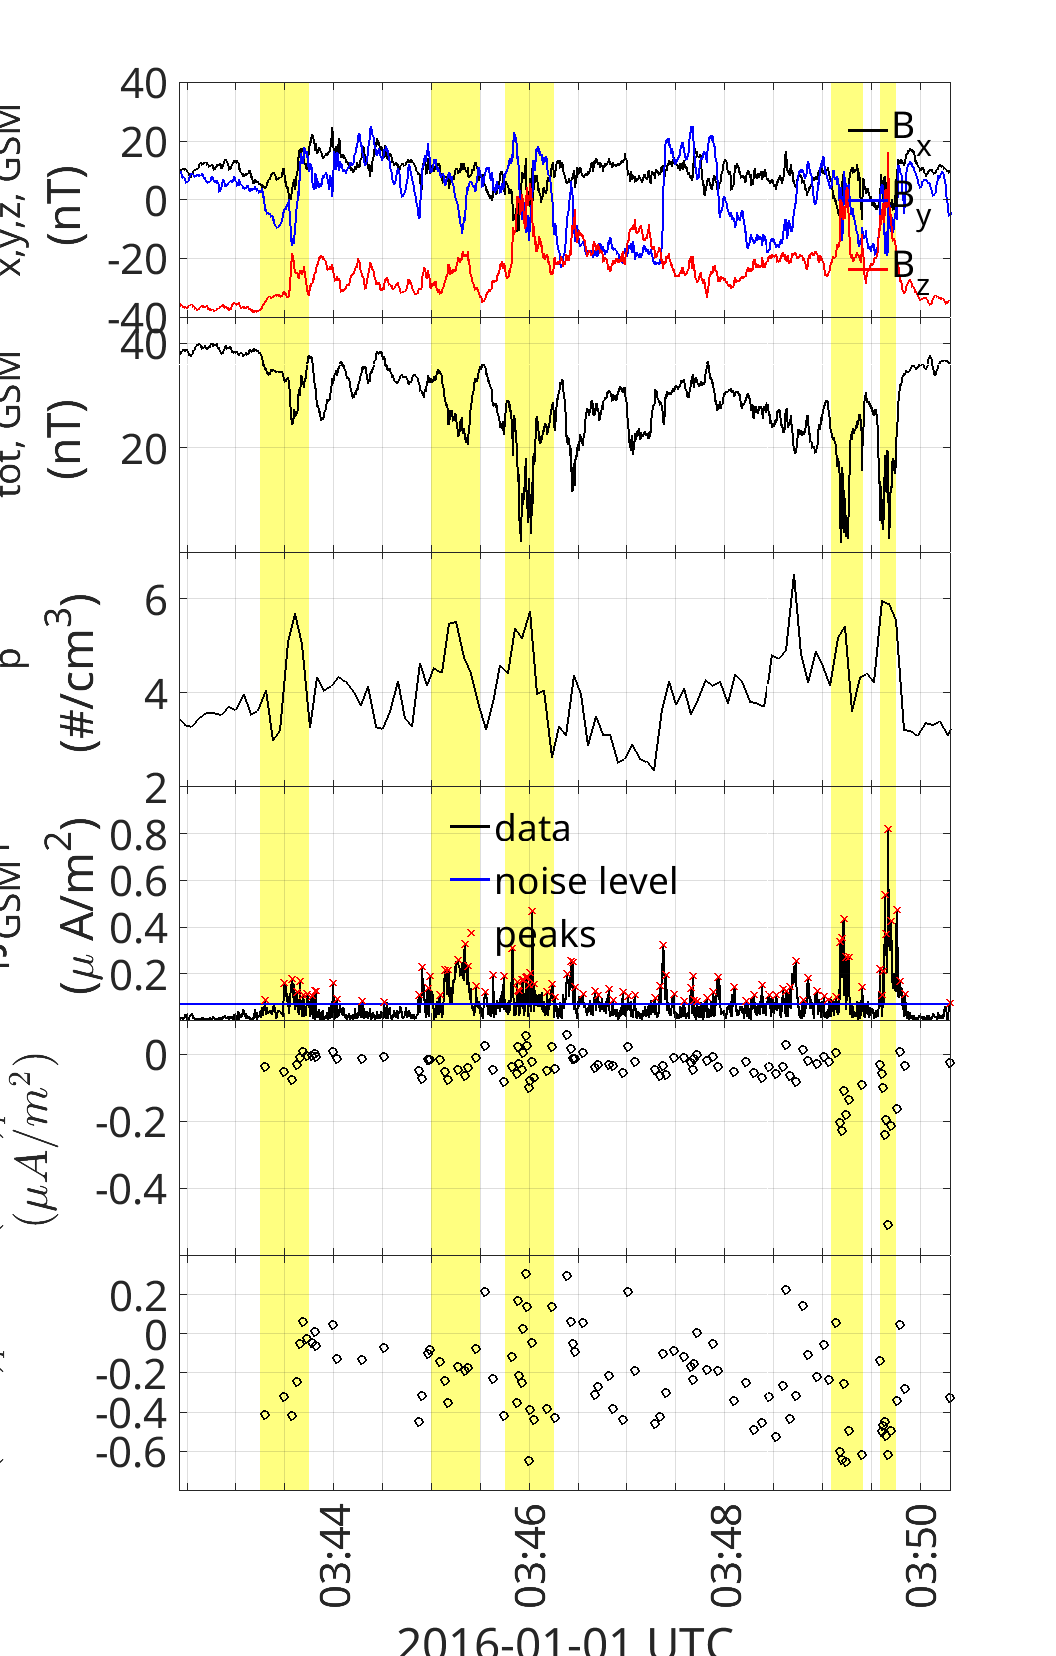 x,y,z, GSM
(nT)
40
20
0
-20
-40
B
x
B
y
B
z
tot, GSM
(nT)
40
20
p
(#/cm³)
6
4
2
GSM
(μ A/m²)
0.8
0.6
0.4
0.2
data
noise level
peaks
(μA/m²)
0
-0.2
-0.4
0.2
0
-0.2
-0.4
-0.6
03:44
03:46
03:48
03:50
2016-01-01 UTC